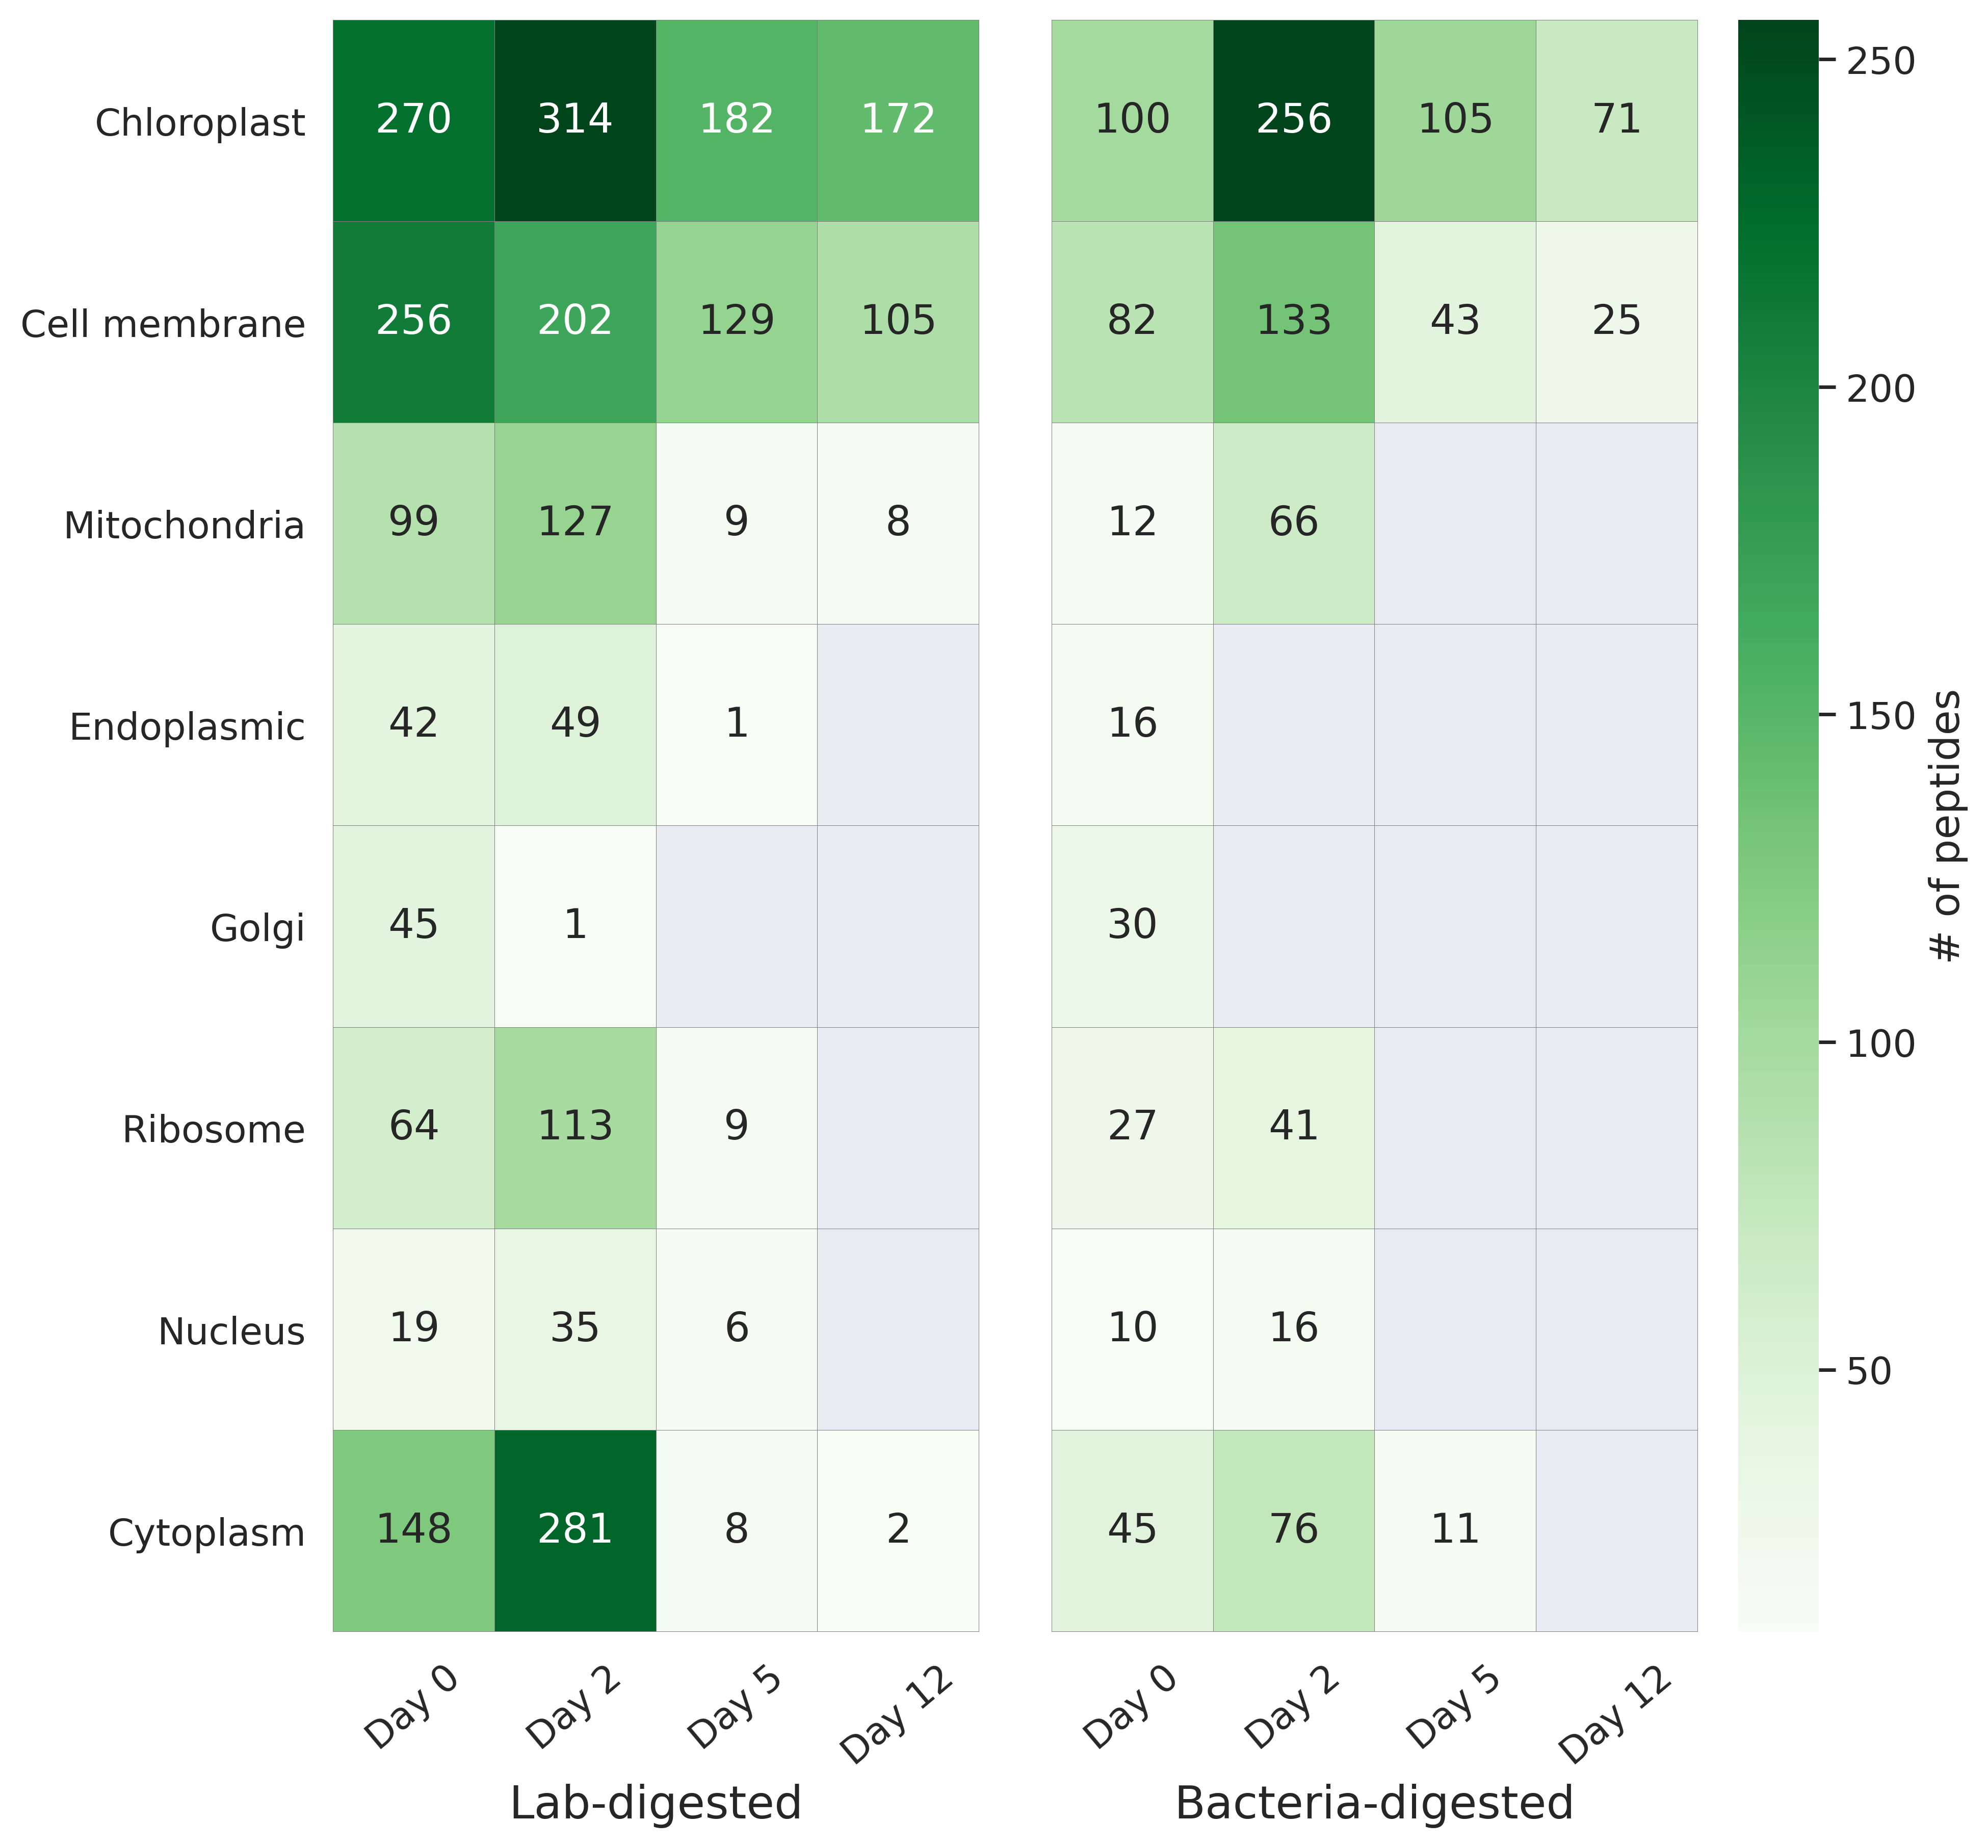 Chloroplast 270 314 182 172 100 256 105 71
Cell membrane 256 202 129 105 82 133 43 25
Mitochondria 99 127 9 8 12 66
Endoplasmic 42 49 1 16
Golgi 45 1 30
Ribosome 64 113 9 27 41
Nucleus 19 35 6 10 16
Cytoplasm 148 281 8 2 45 76 11
Day 0 Day 2 Day 5 Day 12 Day 0 Day 2 Day 5 Day 12
Lab-digested Bacteria-digested
250
200
150
100
50
# of peptides